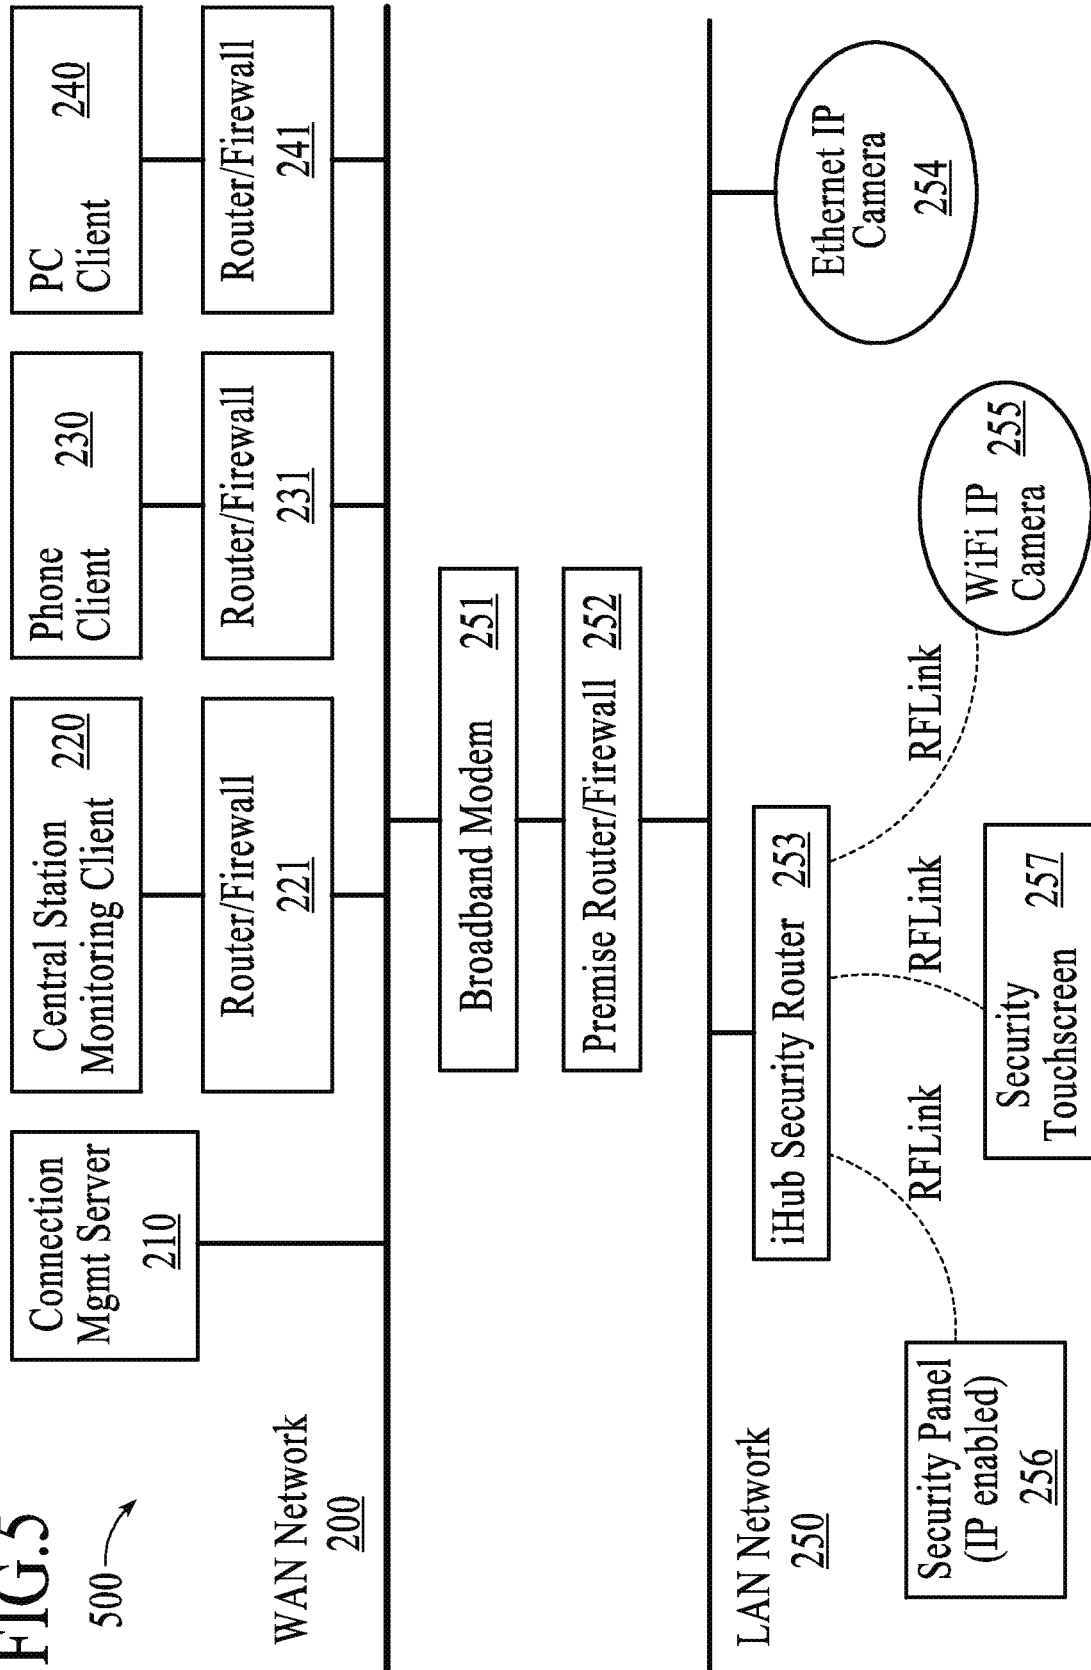 FIG.5
500
Connection
Mgmt Server
210
Central Station
Monitoring Client
220
Phone
Client
230
PC
Client
240
Router/Firewall
221
Router/Firewall
231
Router/Firewall
241
WAN Network
200
Broadband Modem 251
Premise Router/Firewall 252
LAN Network
250
iHub Security Router 253
Ethernet IP
Camera
254
RFLink
RFLink
RFLink
Security Panel
(IP enabled)
256
Security
Touchscreen
257
WiFi IP
Camera
255